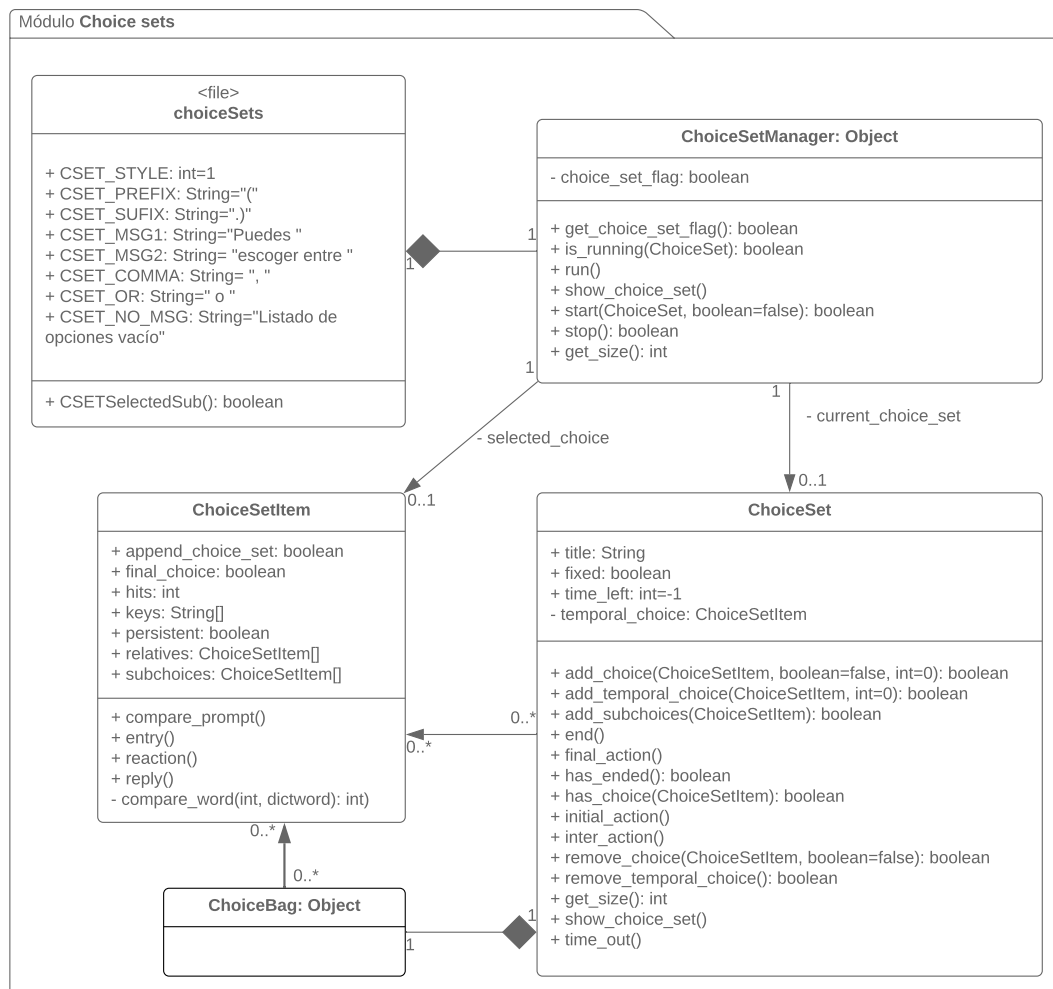 Módulo Choice sets
<file>
choiceSets
+ CSET_STYLE: int=1
+ CSET_PREFIX: String="("
+ CSET_SUFIX: String=".)"
+ CSET_MSG1: String="Puedes "
+ CSET_MSG2: String= "escoger entre "
+ CSET_COMMA: String= ", "
+ CSET_OR: String=" o "
+ CSET_NO_MSG: String="Listado de
opciones vacío"
+ CSETSelectedSub(): boolean
1
1
ChoiceSetManager: Object
- choice_set_flag: boolean
+ get_choice_set_flag(): boolean
+ is_running(ChoiceSet): boolean
+ run()
+ show_choice_set()
+ start(ChoiceSet, boolean=false): boolean
+ stop(): boolean
+ get_size(): int
1
- selected_choice
0..1
1
- current_choice_set
0..1
ChoiceSetItem
+ append_choice_set: boolean
+ final_choice: boolean
+ hits: int
+ keys: String[]
+ persistent: boolean
+ relatives: ChoiceSetItem[]
+ subchoices: ChoiceSetItem[]
+ compare_prompt()
+ entry()
+ reaction()
+ reply()
- compare_word(int, dictword): int)
0..*
0..*
ChoiceSet
+ title: String
+ fixed: boolean
+ time_left: int=-1
- temporal_choice: ChoiceSetItem
+ add_choice(ChoiceSetItem, boolean=false, int=0): boolean
+ add_temporal_choice(ChoiceSetItem, int=0): boolean
+ add_subchoices(ChoiceSetItem): boolean
+ end()
+ final_action()
+ has_ended(): boolean
+ has_choice(ChoiceSetItem): boolean
+ initial_action()
+ inter_action()
+ remove_choice(ChoiceSetItem, boolean=false): boolean
+ remove_temporal_choice(): boolean
+ get_size(): int
+ show_choice_set()
+ time_out()
0..*
0..*
ChoiceBag: Object
1
1